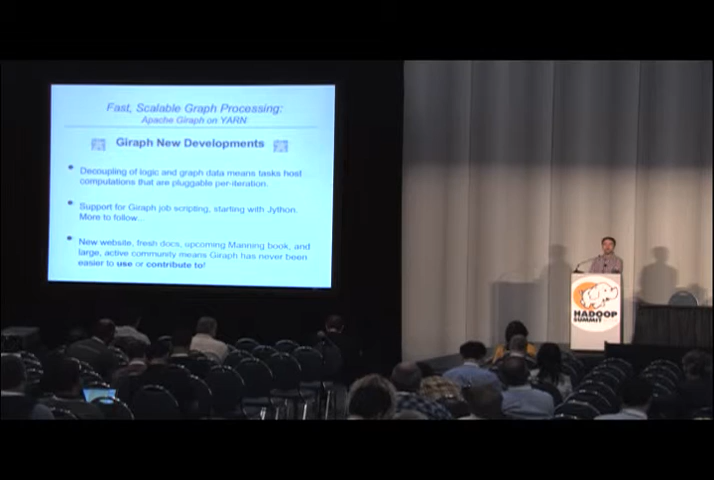 Fast, Scalable Graph Processing:
Apache Giraph on YARN
Giraph New Developments
Decoupling of logic and graph data means tasks host
computations that are pluggable per-iteration.
Support for Giraph job scripting, starting with Jython.
More to follow...
New website, fresh docs, upcoming Manning book, and
large, active community means Giraph has never been
easier to use or contribute to!
HADOOP
SUMMIT